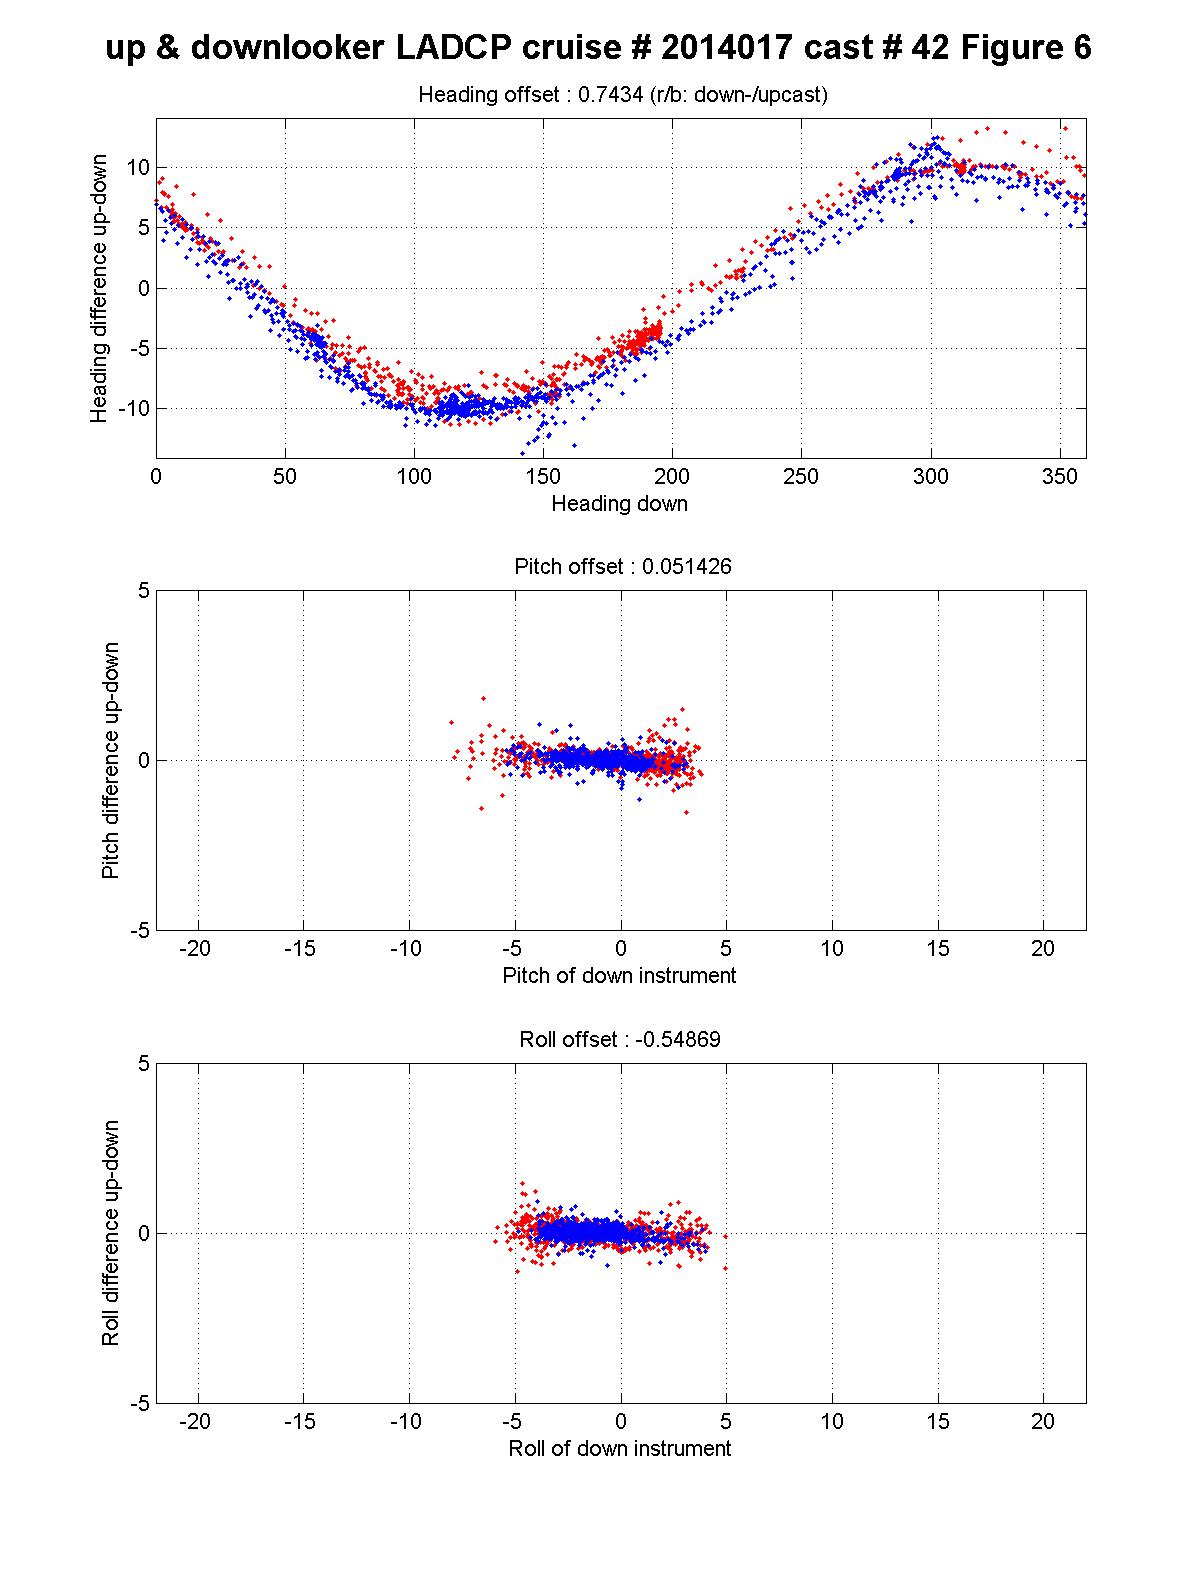 up & downlooker LADCP cruise # 2014017 cast # 42 Figure 6
Heading offset : 0.7434 (r/b: down-/upcast)
Heading difference up-down
10
5
0
-5
-10
0 50 100 150 200 250 300 350
Heading down
Pitch offset : 0.051426
Pitch difference up-down
5
0
-5
-20 -15 -10 -5 0 5 10 15 20
Pitch of down instrument
Roll offset : -0.54869
Roll difference up-down
5
0
-5
-20 -15 -10 -5 0 5 10 15 20
Roll of down instrument